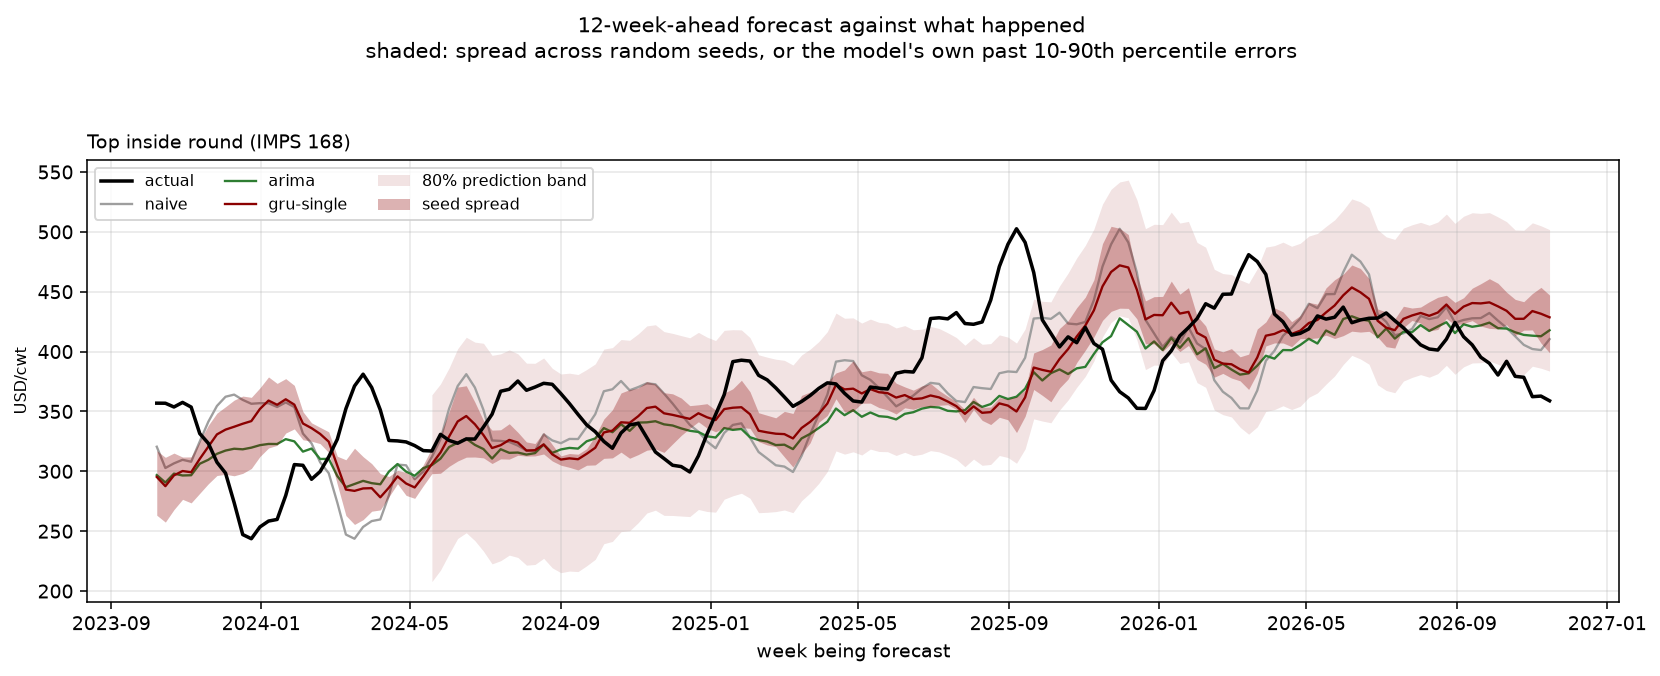 12-week-ahead forecast against what happened
shaded: spread across random seeds, or the model's own past 10-90th percentile errors
Top inside round (IMPS 168)
actual
naive
arima
gru-single
80% prediction band
seed spread
550
500
450
400
350
300
250
200
USD/cwt
2023-09
2024-01
2024-05
2024-09
2025-01
2025-05
2025-09
2026-01
2026-05
2026-09
2027-01
week being forecast